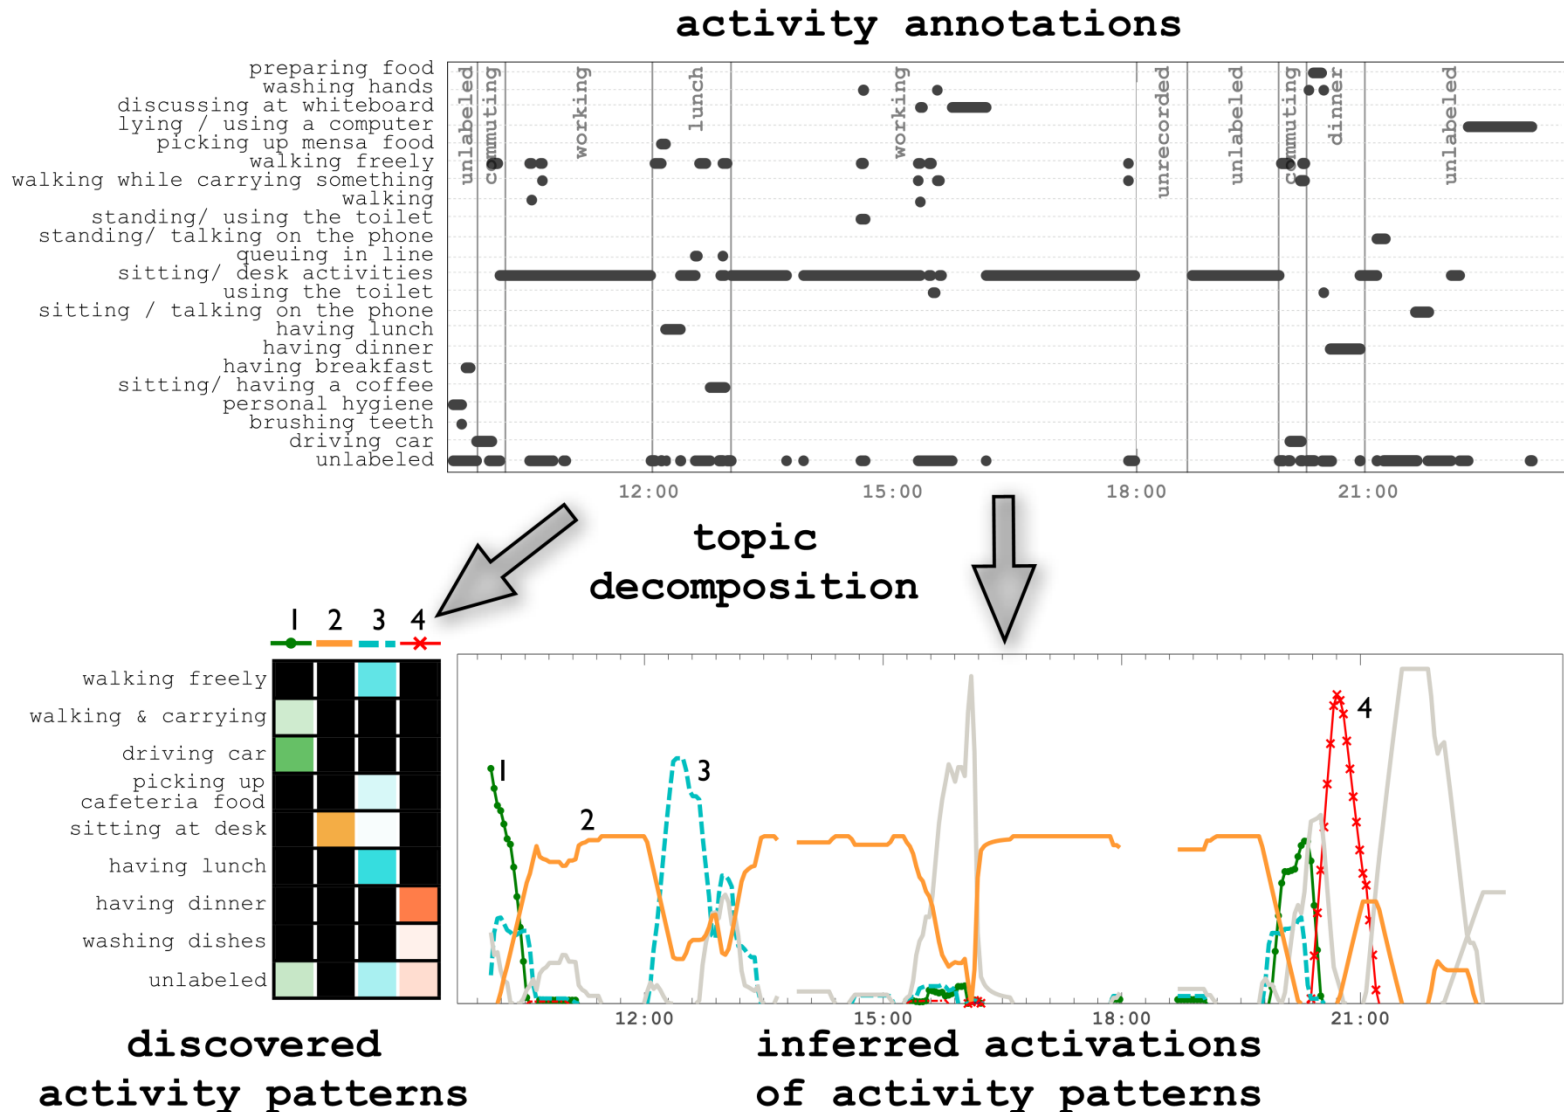 activity annotations
preparing food
washing hands
discussing at whiteboard
lying / using a computer
picking up mensa food
walking freely
walking while carrying something
walking
standing/ using the toilet
standing/ talking on the phone
queuing in line
sitting/ desk activities
using the toilet
sitting / talking on the phone
having lunch
having dinner
having breakfast
sitting/ having a coffee
personal hygiene
brushing teeth
driving car
unlabeled
unlabeled
commuting
working
lunch
working
unrecorded
unlabeled
commuting
dinner
unlabeled
12:00 15:00 18:00 21:00
topic
decomposition
1 2 3 4
walking freely
walking & carrying
driving car
picking up
cafeteria food
sitting at desk
having lunch
having dinner
washing dishes
unlabeled
1
2
3
4
12:00 15:00 18:00 21:00
discovered
activity patterns
inferred activations
of activity patterns